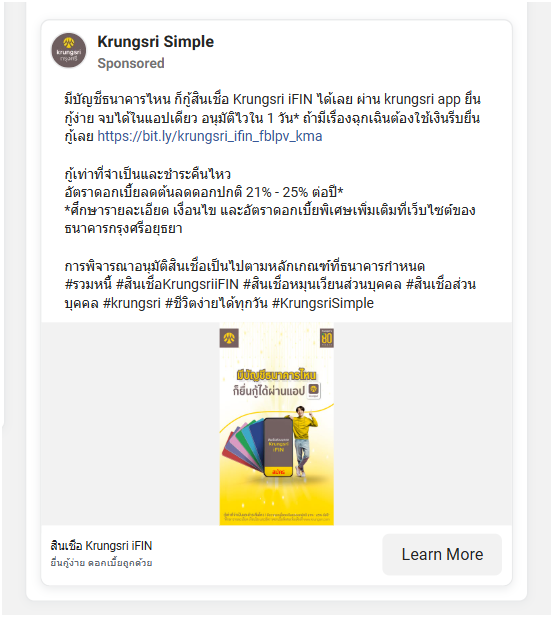 Krungsri Simple
Sponsored
krungsri
กรุงศรี
มีบัญชีธนาคารไหน ก็กู้สินเชื่อ Krungsri iFIN ได้เลย ผ่าน krungsri app ยื่น
กู้ง่าย จบได้ในแอปเดียว อนุมัติไวใน 1 วัน* ถ้ามีเรื่องฉุกเฉินต้องใช้เงินรีบยื่น
กู้เลย https://bit.ly/krungsri_ifin_fblpv_kma
กู้เท่าที่จำเป็นและชำระคืนไหว
อัตราดอกเบี้ยลดต้นลดดอกปกติ 21% - 25% ต่อปี*
*ศึกษารายละเอียด เงื่อนไข และอัตราดอกเบี้ยพิเศษเพิ่มเติมที่เว็บไซต์ของ
ธนาคารกรุงศรีอยุธยา
การพิจารณาอนุมัติสินเชื่อเป็นไปตามหลักเกณฑ์ที่ธนาคารกำหนด
#รวมหนี้ #สินเชื่อKrungsriiFIN #สินเชื่อหมุนเวียนส่วนบุคคล #สินเชื่อส่วน
บุคคล #krungsri #ชีวิตง่ายได้ทุกวัน #KrungsriSimple
มีบัญชีธนาคารไหน
ก็ยื่นกู้ได้ผ่านแอป
Krungsri
iFIN
สมัคร
สินเชื่อ Krungsri iFIN
ยื่นกู้ง่าย ดอกเบี้ยถูกด้วย
Learn More